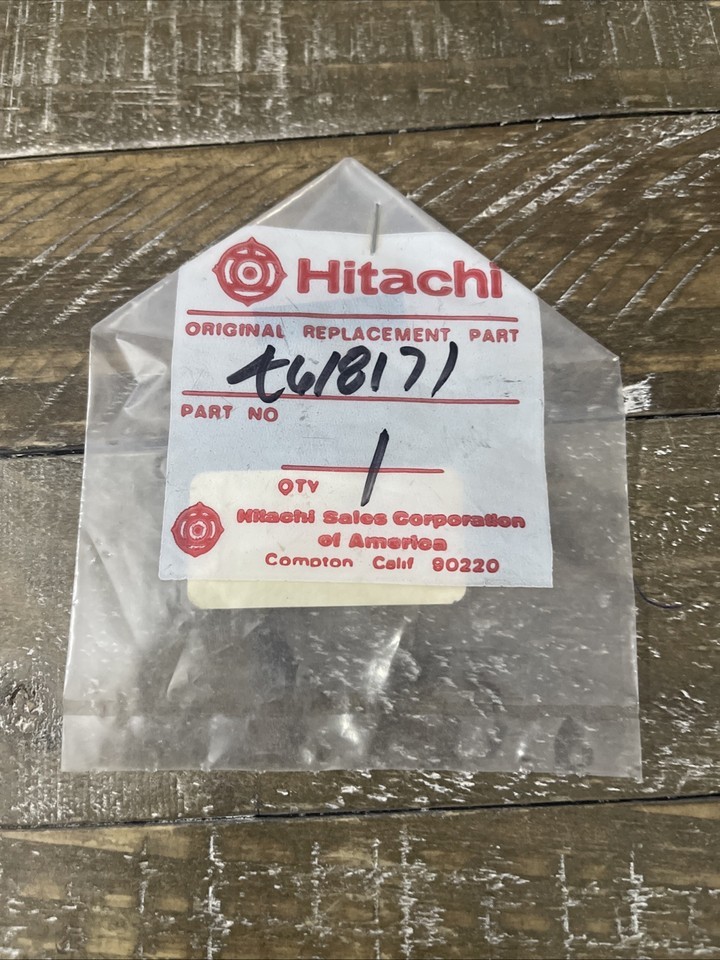 Hitachi
ORIGINAL REPLACEMENT PART
t618171
PART NO
1
QTY
Hitachi Sales Corporation
of America
Compton Calif 90220